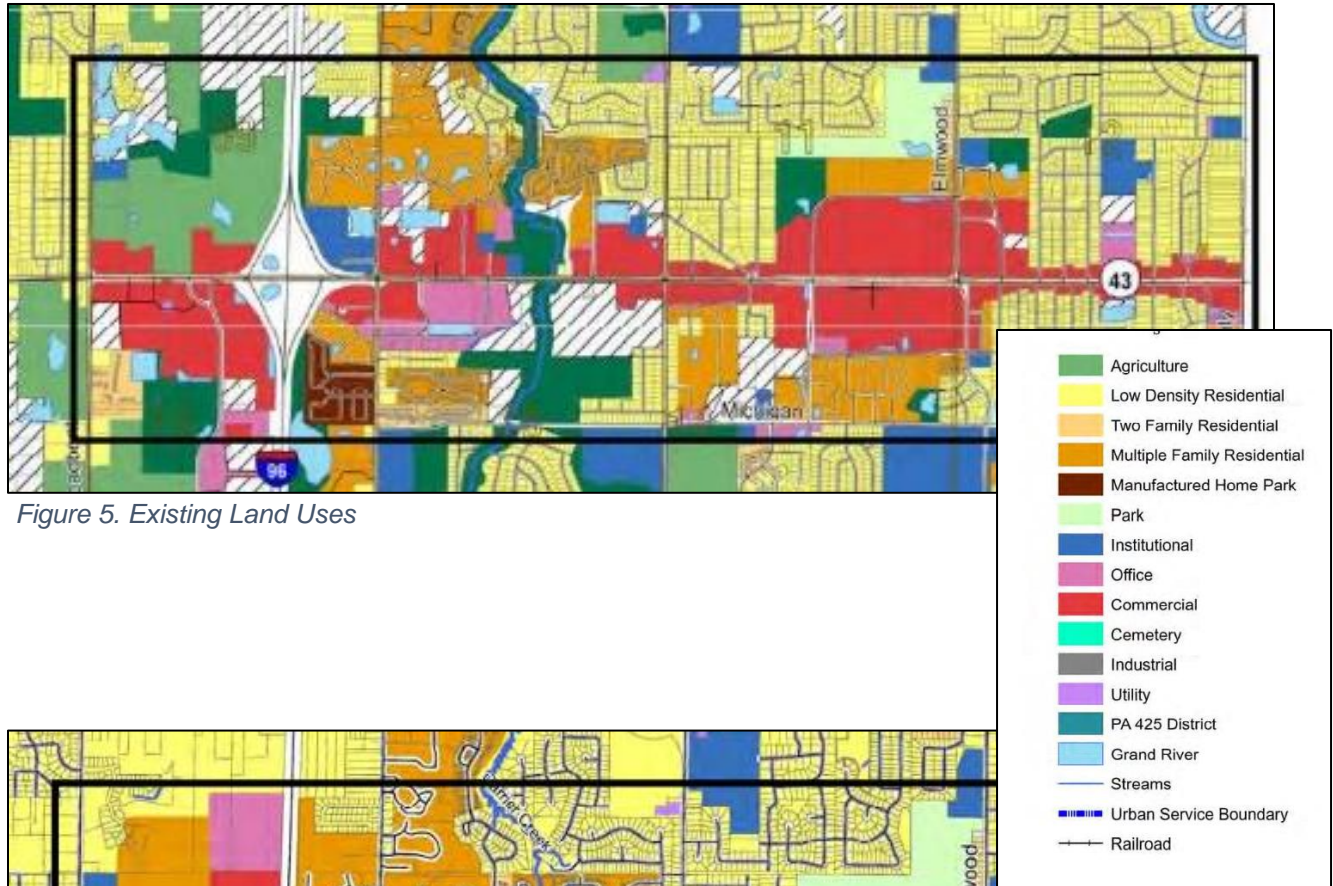 Elmwood
43
Michigan
96
Figure 5. Existing Land Uses
Agriculture
Low Density Residential
Two Family Residential
Multiple Family Residential
Manufactured Home Park
Park
Institutional
Office
Commercial
Cemetery
Industrial
Utility
PA 425 District
Grand River
Streams
Urban Service Boundary
Railroad
Creek
wood